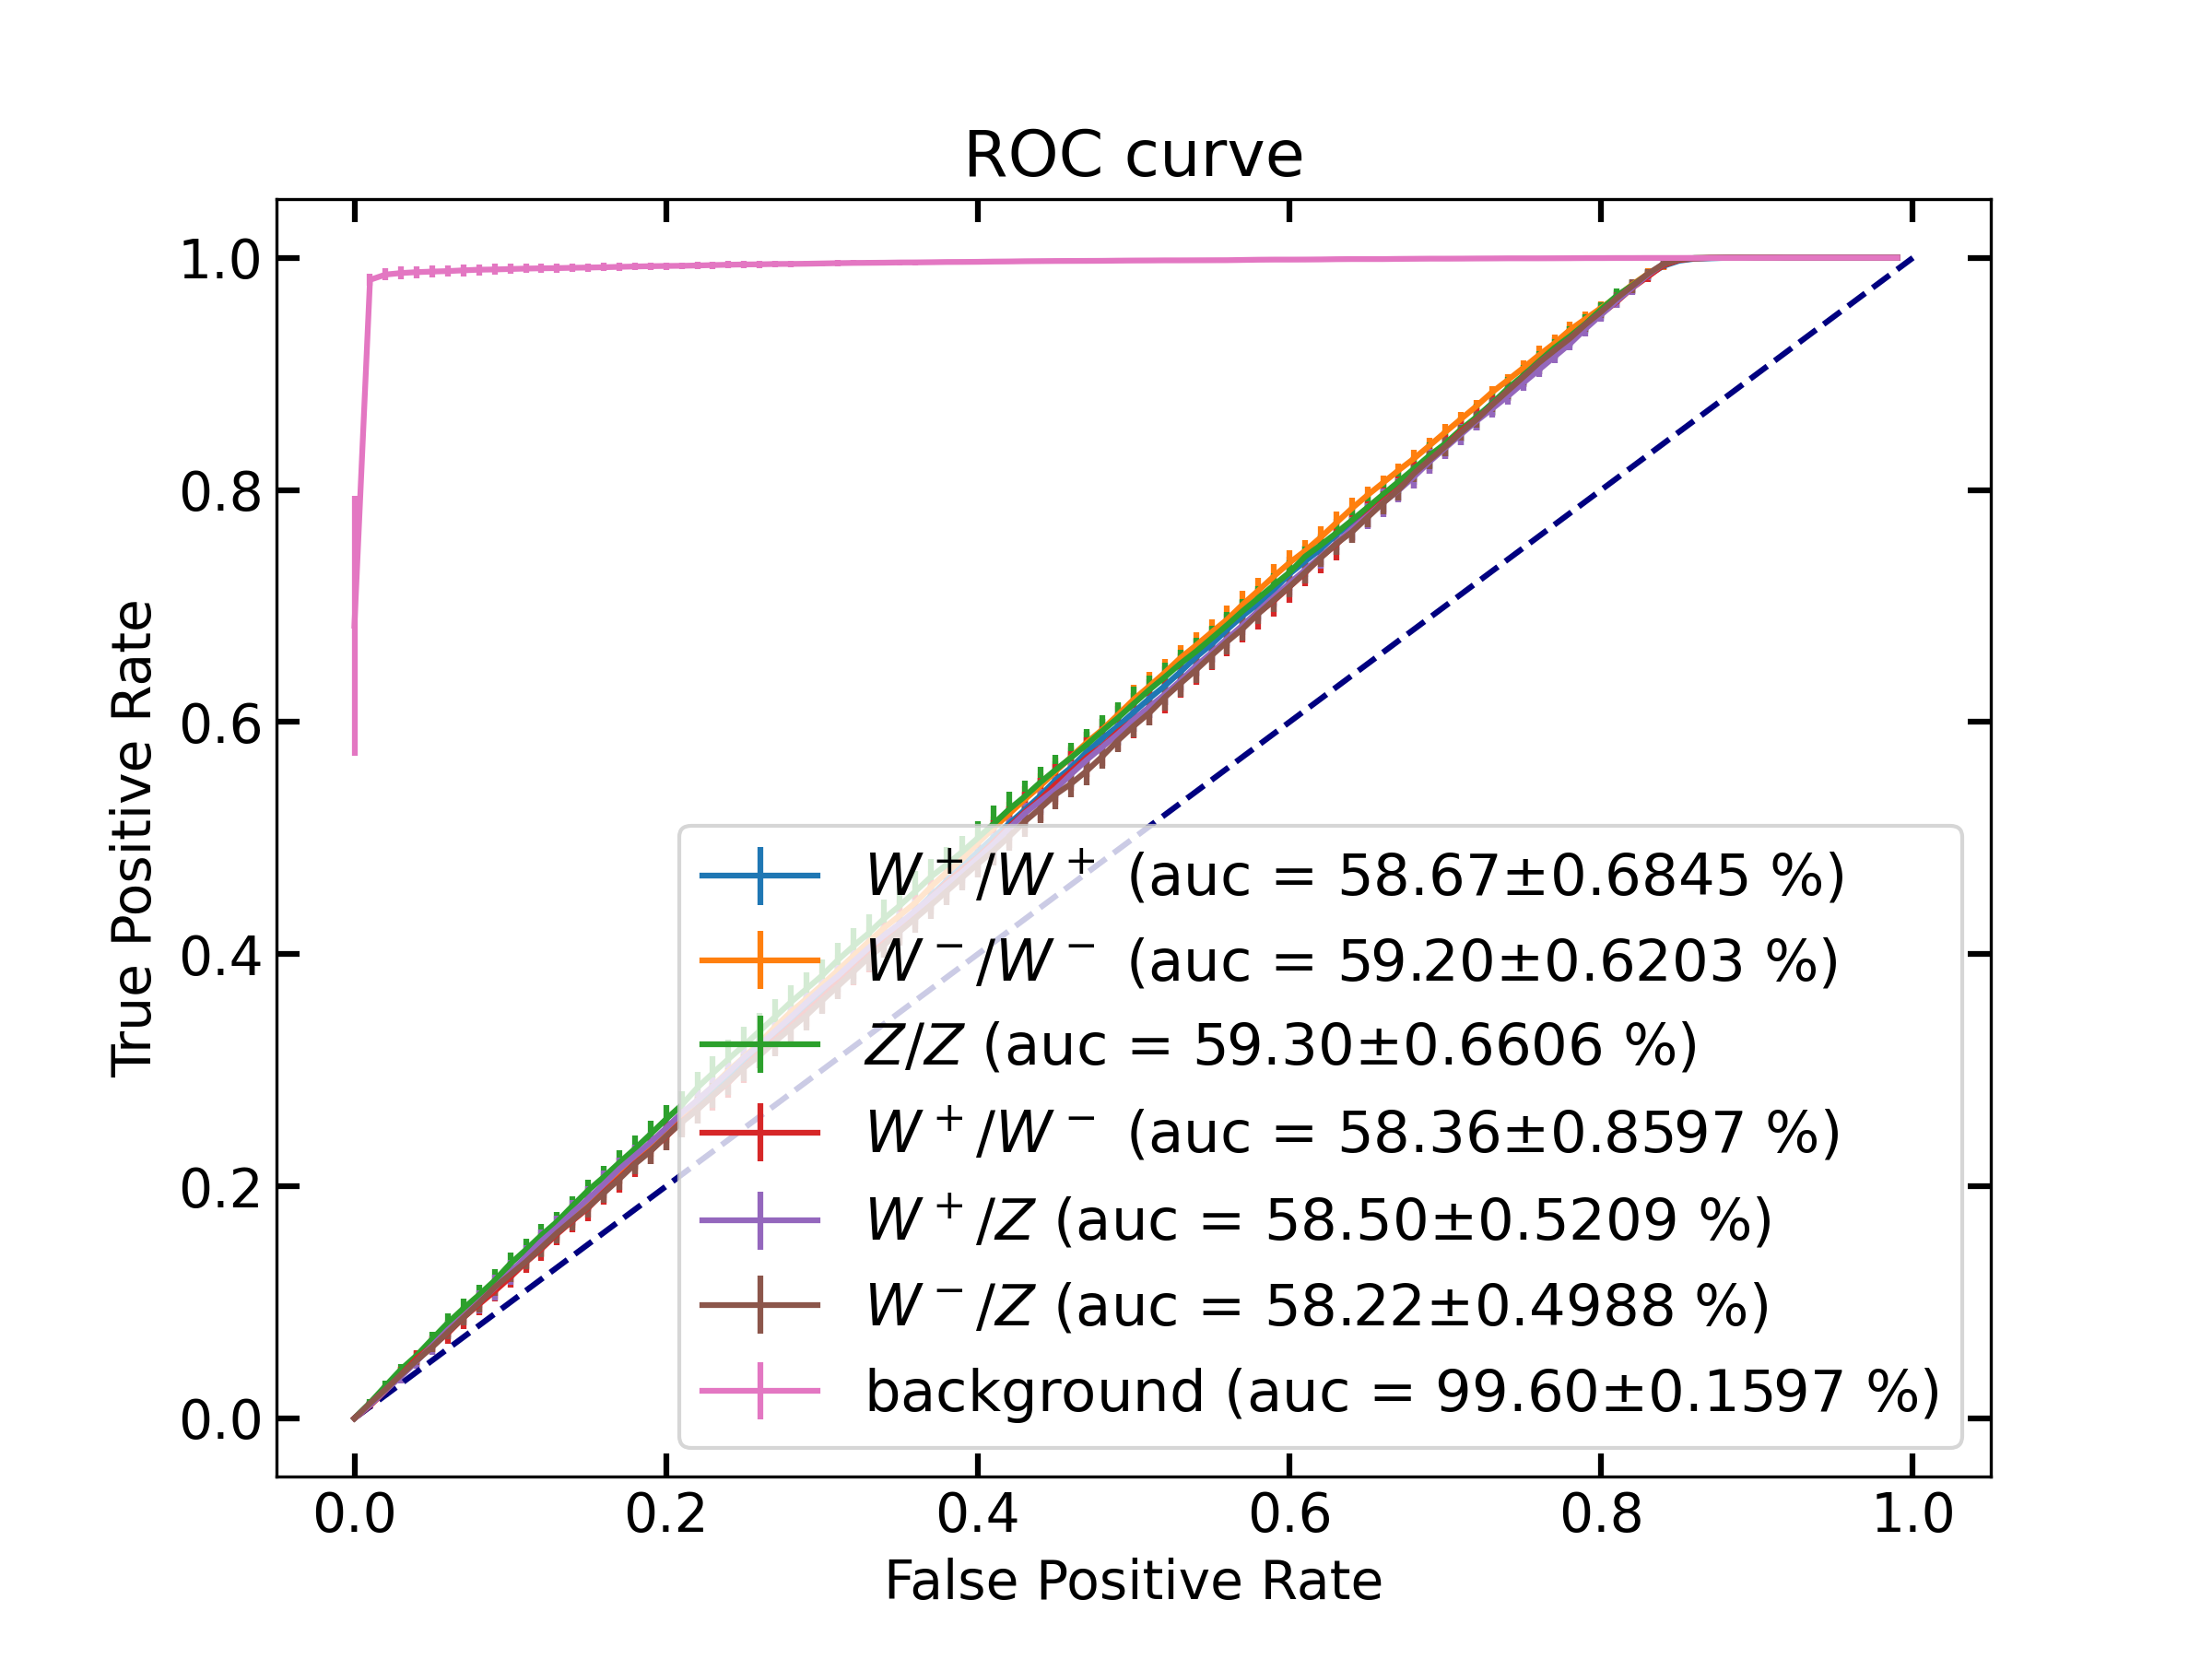 ROC curve
1.0
0.8
0.6
0.4
0.2
0.0
True Positive Rate
W⁺/W⁺ (auc = 58.67±0.6845 %)
W⁻/W⁻ (auc = 59.20±0.6203 %)
Z/Z (auc = 59.30±0.6606 %)
W⁺/W⁻ (auc = 58.36±0.8597 %)
W⁺/Z (auc = 58.50±0.5209 %)
W⁻/Z (auc = 58.22±0.4988 %)
background (auc = 99.60±0.1597 %)
0.0 0.2 0.4 0.6 0.8 1.0
False Positive Rate